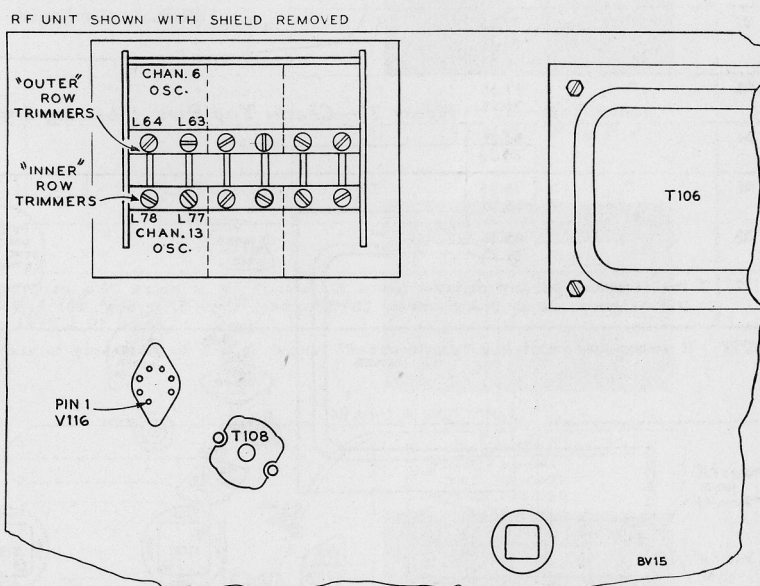 RF UNIT SHOWN WITH SHIELD REMOVED
CHAN. 6
OSC.
"OUTER"
ROW
TRIMMERS
L64 L63
"INNER"
ROW
TRIMMERS
L78 L77
CHAN. 13
OSC.
T106
PIN 1
V116
T108
BV15